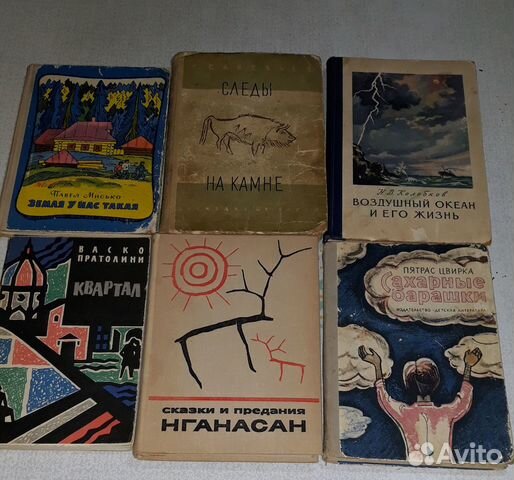 Павел Мисько
Земля у нас такая
СЛЕДЫ
НА КАМНЕ
Н.В. Колобков
ВОЗДУШНЫЙ ОКЕАН
И ЕГО ЖИЗНЬ
ВАСКО
ПРАТОЛИНИ
КВАРТАЛ
сказки и предания
НГАНАСАН
ПЯТРАС ЦВИРКА
Сахарные
барашки
ИЗДАТЕЛЬСТВО «ДЕТСКАЯ ЛИТЕРАТУРА»
Avito